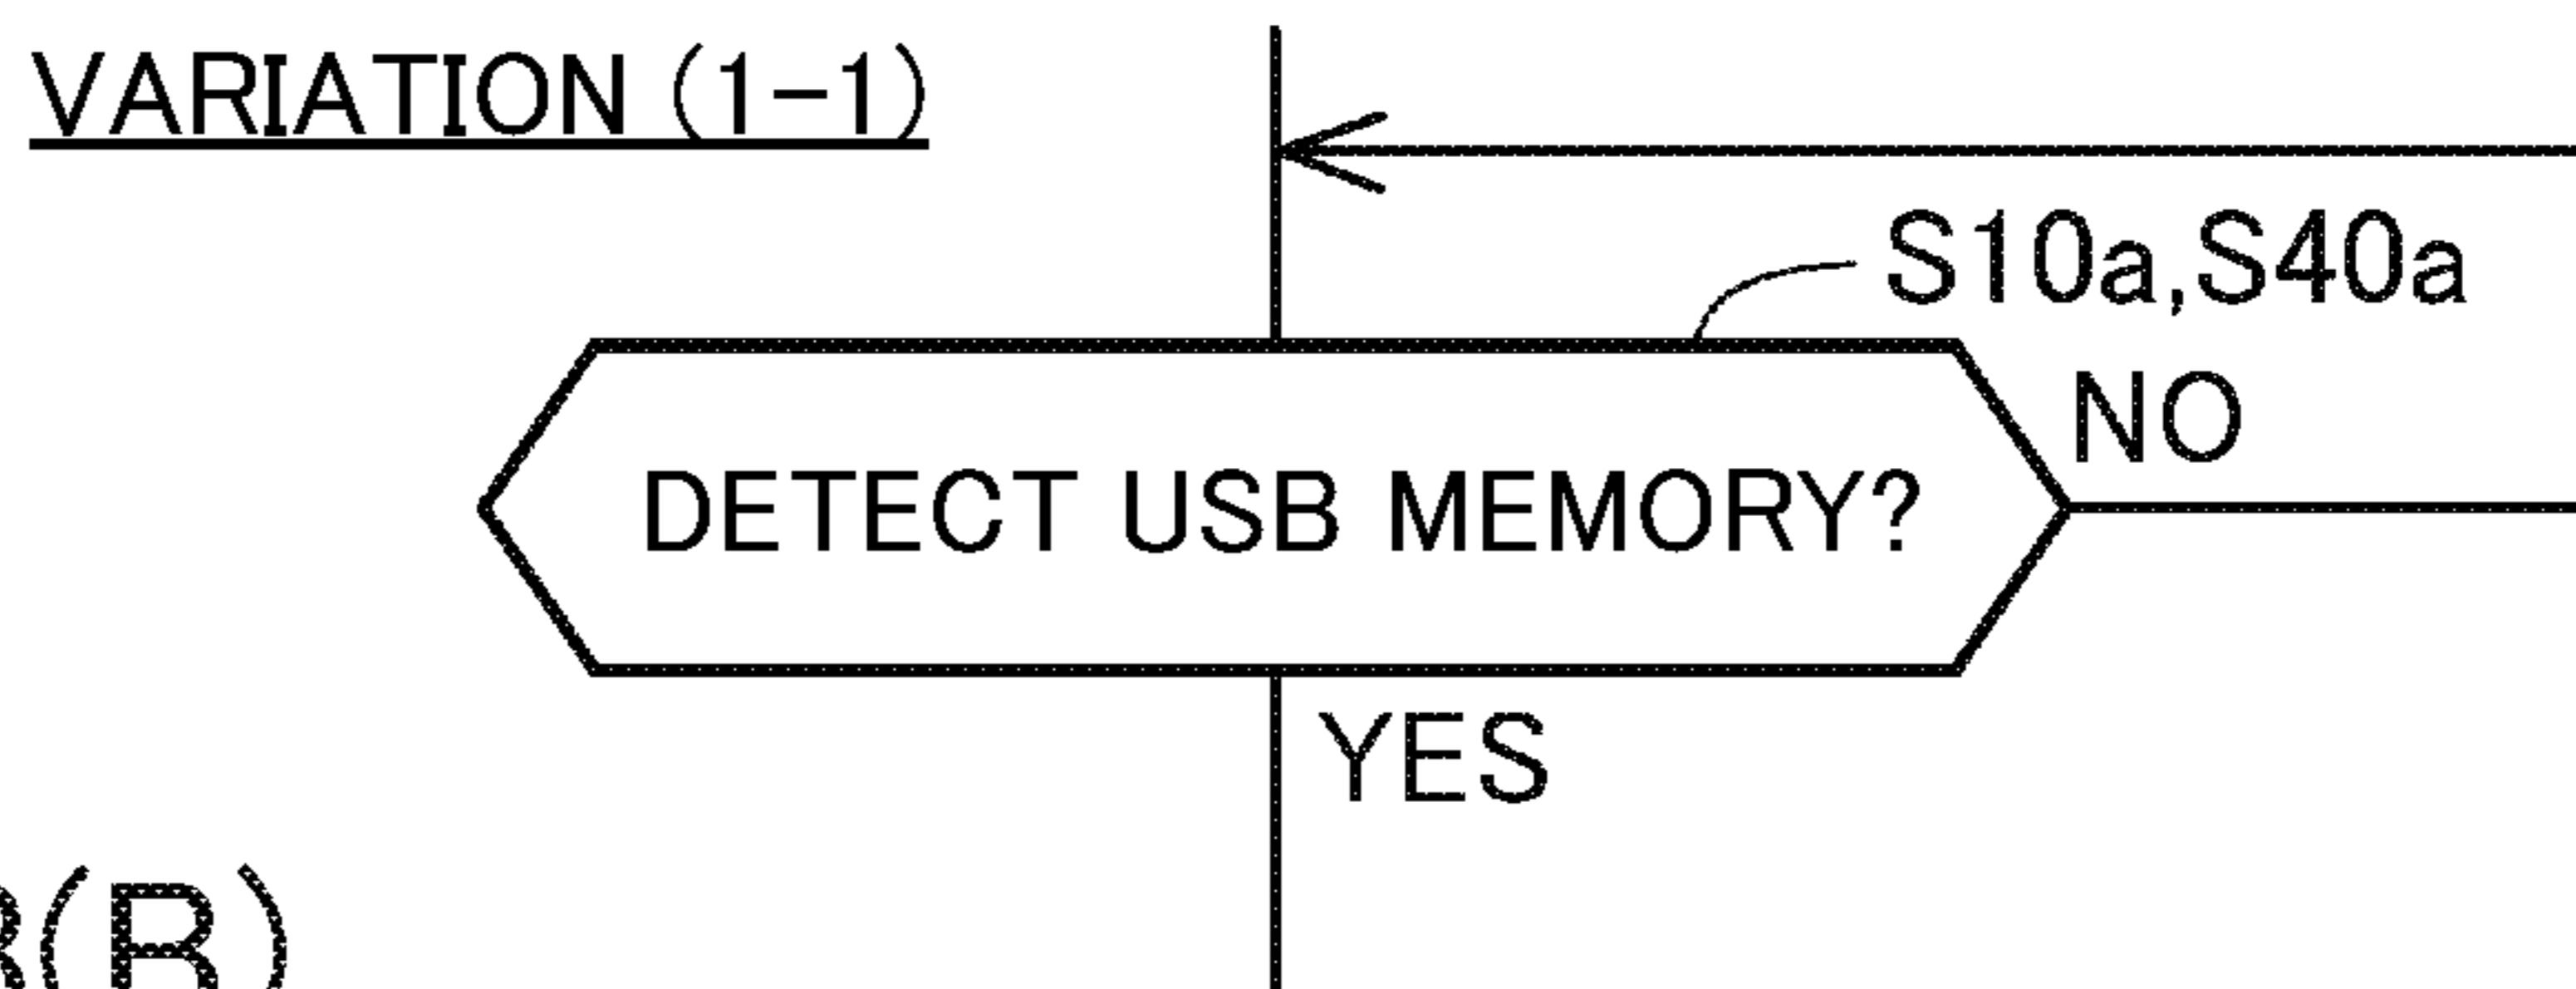 VARIATION (1-1)
S10a,S40a
NO
DETECT USB MEMORY?
YES